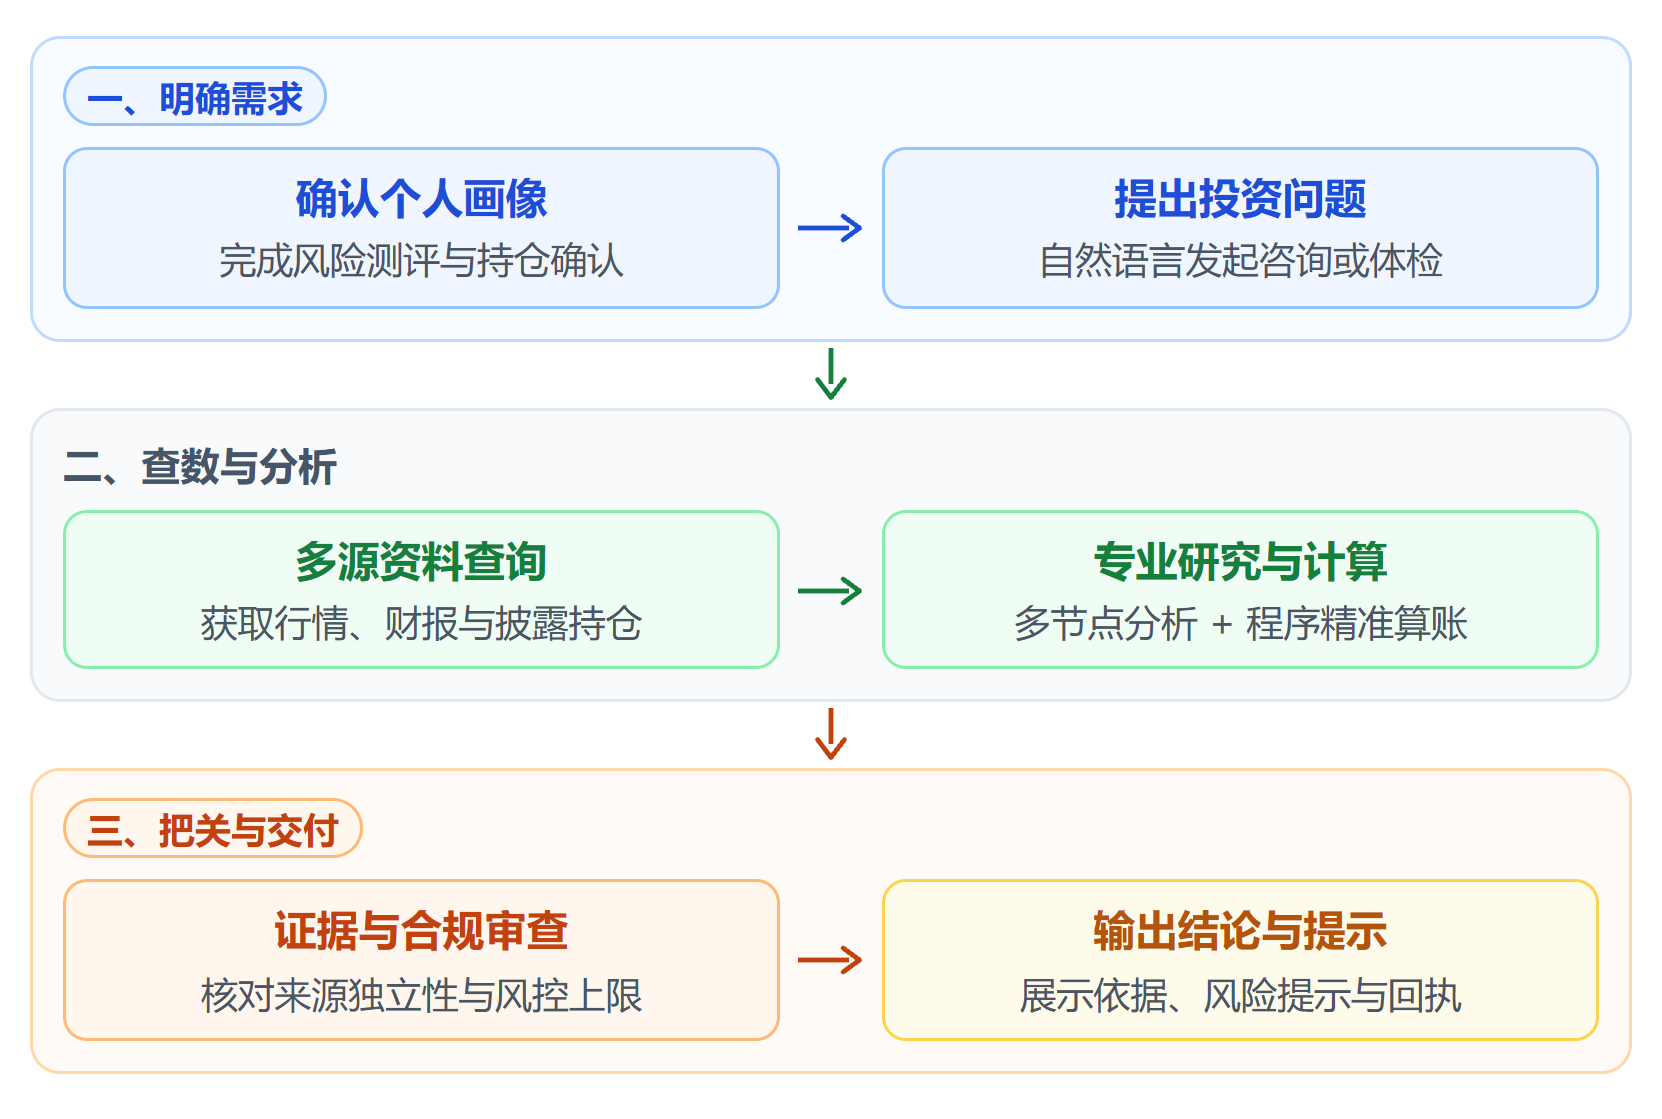 一、明确需求
确认个人画像
完成风险测评与持仓确认
提出投资问题
自然语言发起咨询或体检
二、查数与分析
多源资料查询
获取行情、财报与披露持仓
专业研究与计算
多节点分析 + 程序精准算账
三、把关与交付
证据与合规审查
核对来源独立性与风控上限
输出结论与提示
展示依据、风险提示与回执